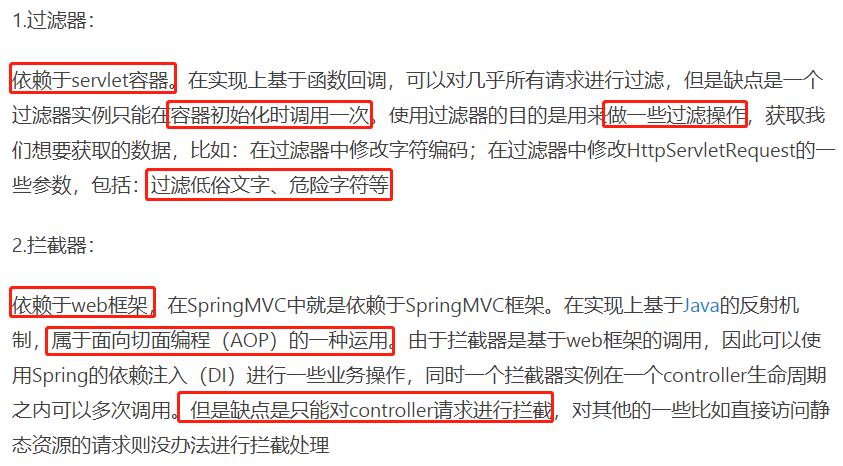 1.过滤器：
依赖于servlet容器。在实现上基于函数回调，可以对几乎所有请求进行过滤，但是缺点是一个
过滤器实例只能在容器初始化时调用一次。使用过滤器的目的是用来做一些过滤操作，获取我
们想要获取的数据，比如：在过滤器中修改字符编码；在过滤器中修改HttpServletRequest的一
些参数，包括：过滤低俗文字、危险字符等
2.拦截器：
依赖于web框架，在SpringMVC中就是依赖于SpringMVC框架。在实现上基于Java的反射机
制，属于面向切面编程（AOP）的一种运用。由于拦截器是基于web框架的调用，因此可以使
用Spring的依赖注入（DI）进行一些业务操作，同时一个拦截器实例在一个controller生命周期
之内可以多次调用。但是缺点是只能对controller请求进行拦截，对其他的一些比如直接访问静
态资源的请求则没办法进行拦截处理